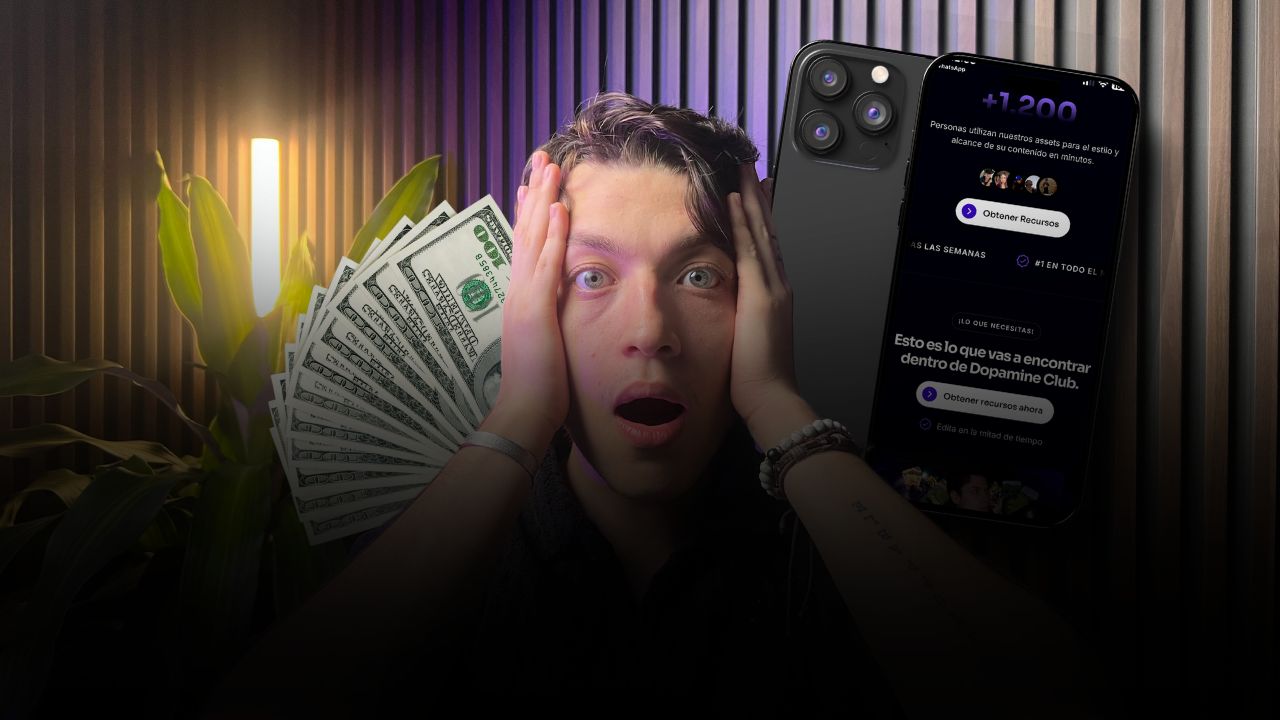 WhatsApp
+1.200
Personas utilizan nuestros assets para el estilo y
alcance de su contenido en minutos.
Obtener Recursos
AS LAS SEMANAS
#1 EN TODO EL
¡LO QUE NECESITAS!
Esto es lo que vas a encontrar
dentro de Dopamine Club.
Obtener recursos ahora
Edita en la mitad de tiempo